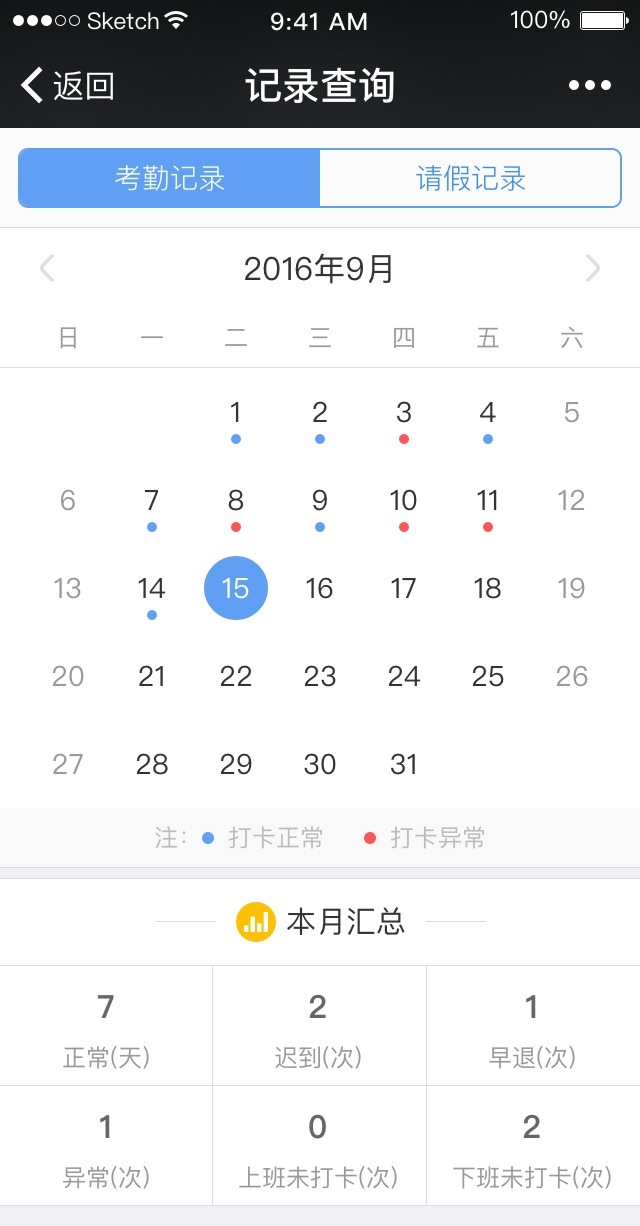 Sketch 9:41 AM 100%
返回 记录查询
考勤记录 请假记录
2016年9月
日 一 二 三 四 五 六
1 2 3 4 5
6 7 8 9 10 11 12
13 14 15 16 17 18 19
20 21 22 23 24 25 26
27 28 29 30 31
注: 打卡正常 打卡异常
本月汇总
7 2 1
正常(天) 迟到(次) 早退(次)
1 0 2
异常(次) 上班未打卡(次) 下班未打卡(次)